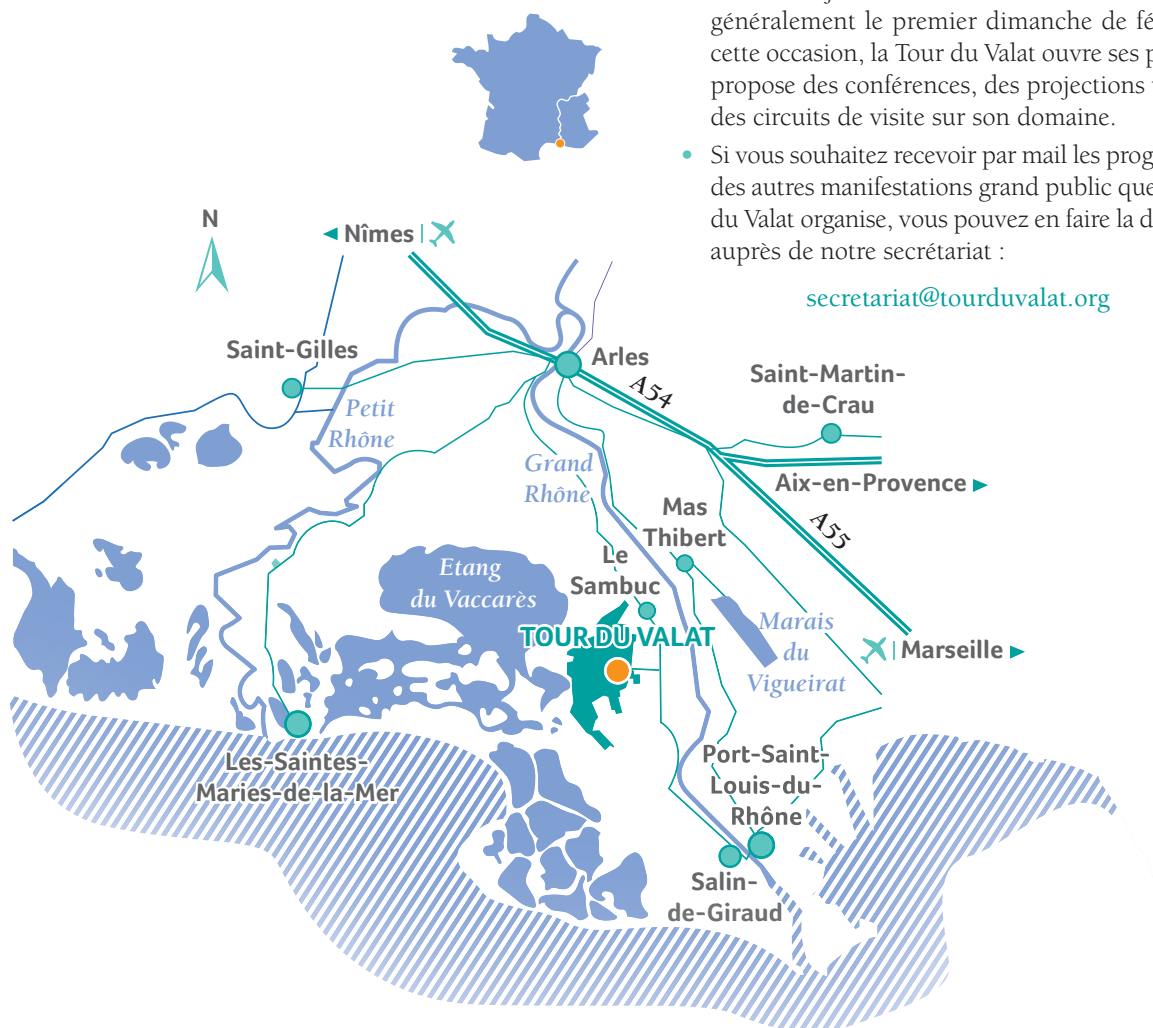 généralement le premier dimanche de
cette occasion, la Tour du Valat ouvre ses
propose des conférences, des projections
des circuits de visite sur son domaine.
• Si vous souhaitez recevoir par mail les
des autres manifestations grand public que
du Valat organise, vous pouvez en faire la
auprès de notre secrétariat :
secretariat@tourduvalat.org
N
Nîmes
Saint-Gilles
Arles
A54
Saint-Martin-
de-Crau
Petit
Rhône
Grand
Rhône
Aix-en-Provence
Mas
Thibert
A55
Le
Sambuc
Etang
du Vaccarès
TOUR DU VALAT
Marais
du
Vigueirat
Marseille
Les-Saintes-
Maries-de-la-Mer
Port-Saint-
Louis-du-
Rhône
Salin-
de-Giraud